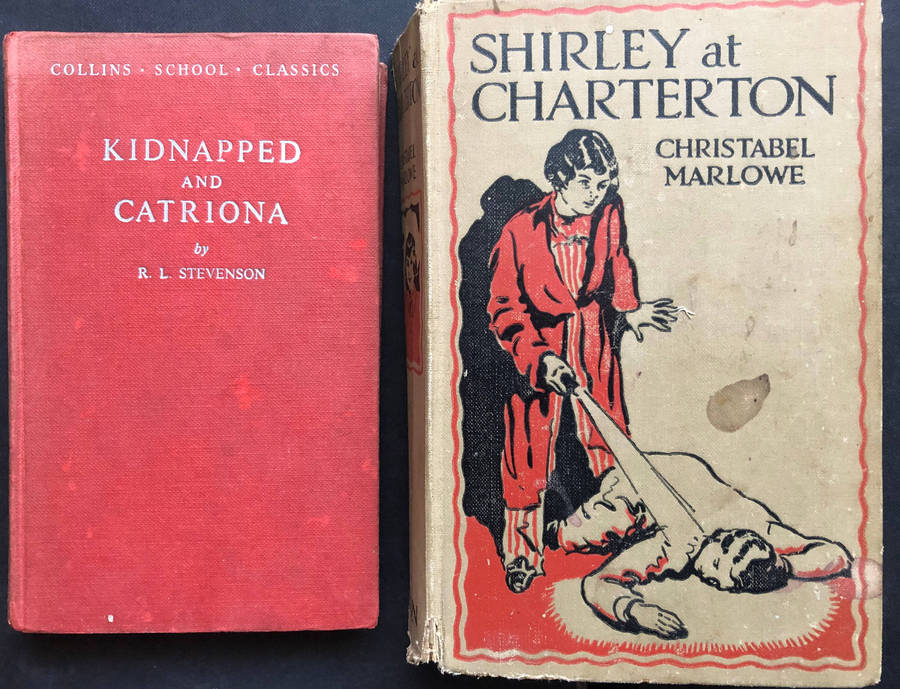 COLLINS · SCHOOL · CLASSICS
KIDNAPPED
AND
CATRIONA
by
R. L. STEVENSON
SHIRLEY at
CHARTERTON
CHRISTABEL
MARLOWE